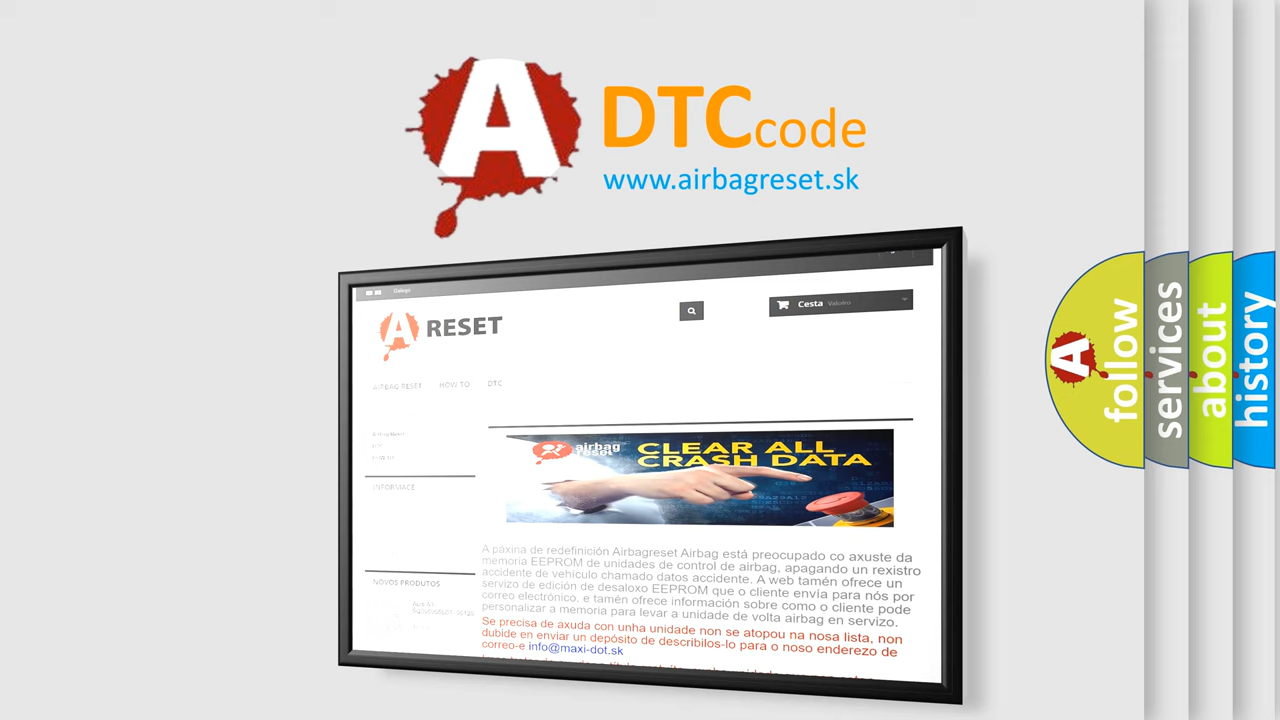 A
DTCcode
www.airbagreset.sk
Galego
A RESET
Cesta Valeiro
AIRBAG RESET HOW TO DTC
INFORMACE
NOVOS PRODUTOS
airbag
reset
CLEAR ALL
CRASH DATA
A páxina de redefinición Airbagreset Airbag está preocupado co axuste da
memoria EEPROM de unidades de control de airbag, apagando un rexistro
accidente de vehículo chamado datos accidente. A web tamén ofrece un
servizo de edición de desaloxo EEPROM que o cliente envía para nós por
correo electrónico, e tamén ofrece información sobre como o cliente pode
personalizar a memoria para levar a unidade de volta airbag en servizo.
Se precisa de axuda con unha unidade non se atopou na nosa lista, non
dubide en enviar un depósito de describilos-lo para o noso enderezo de
correo-e info@maxi-dot.sk
A
follow
services
about
history